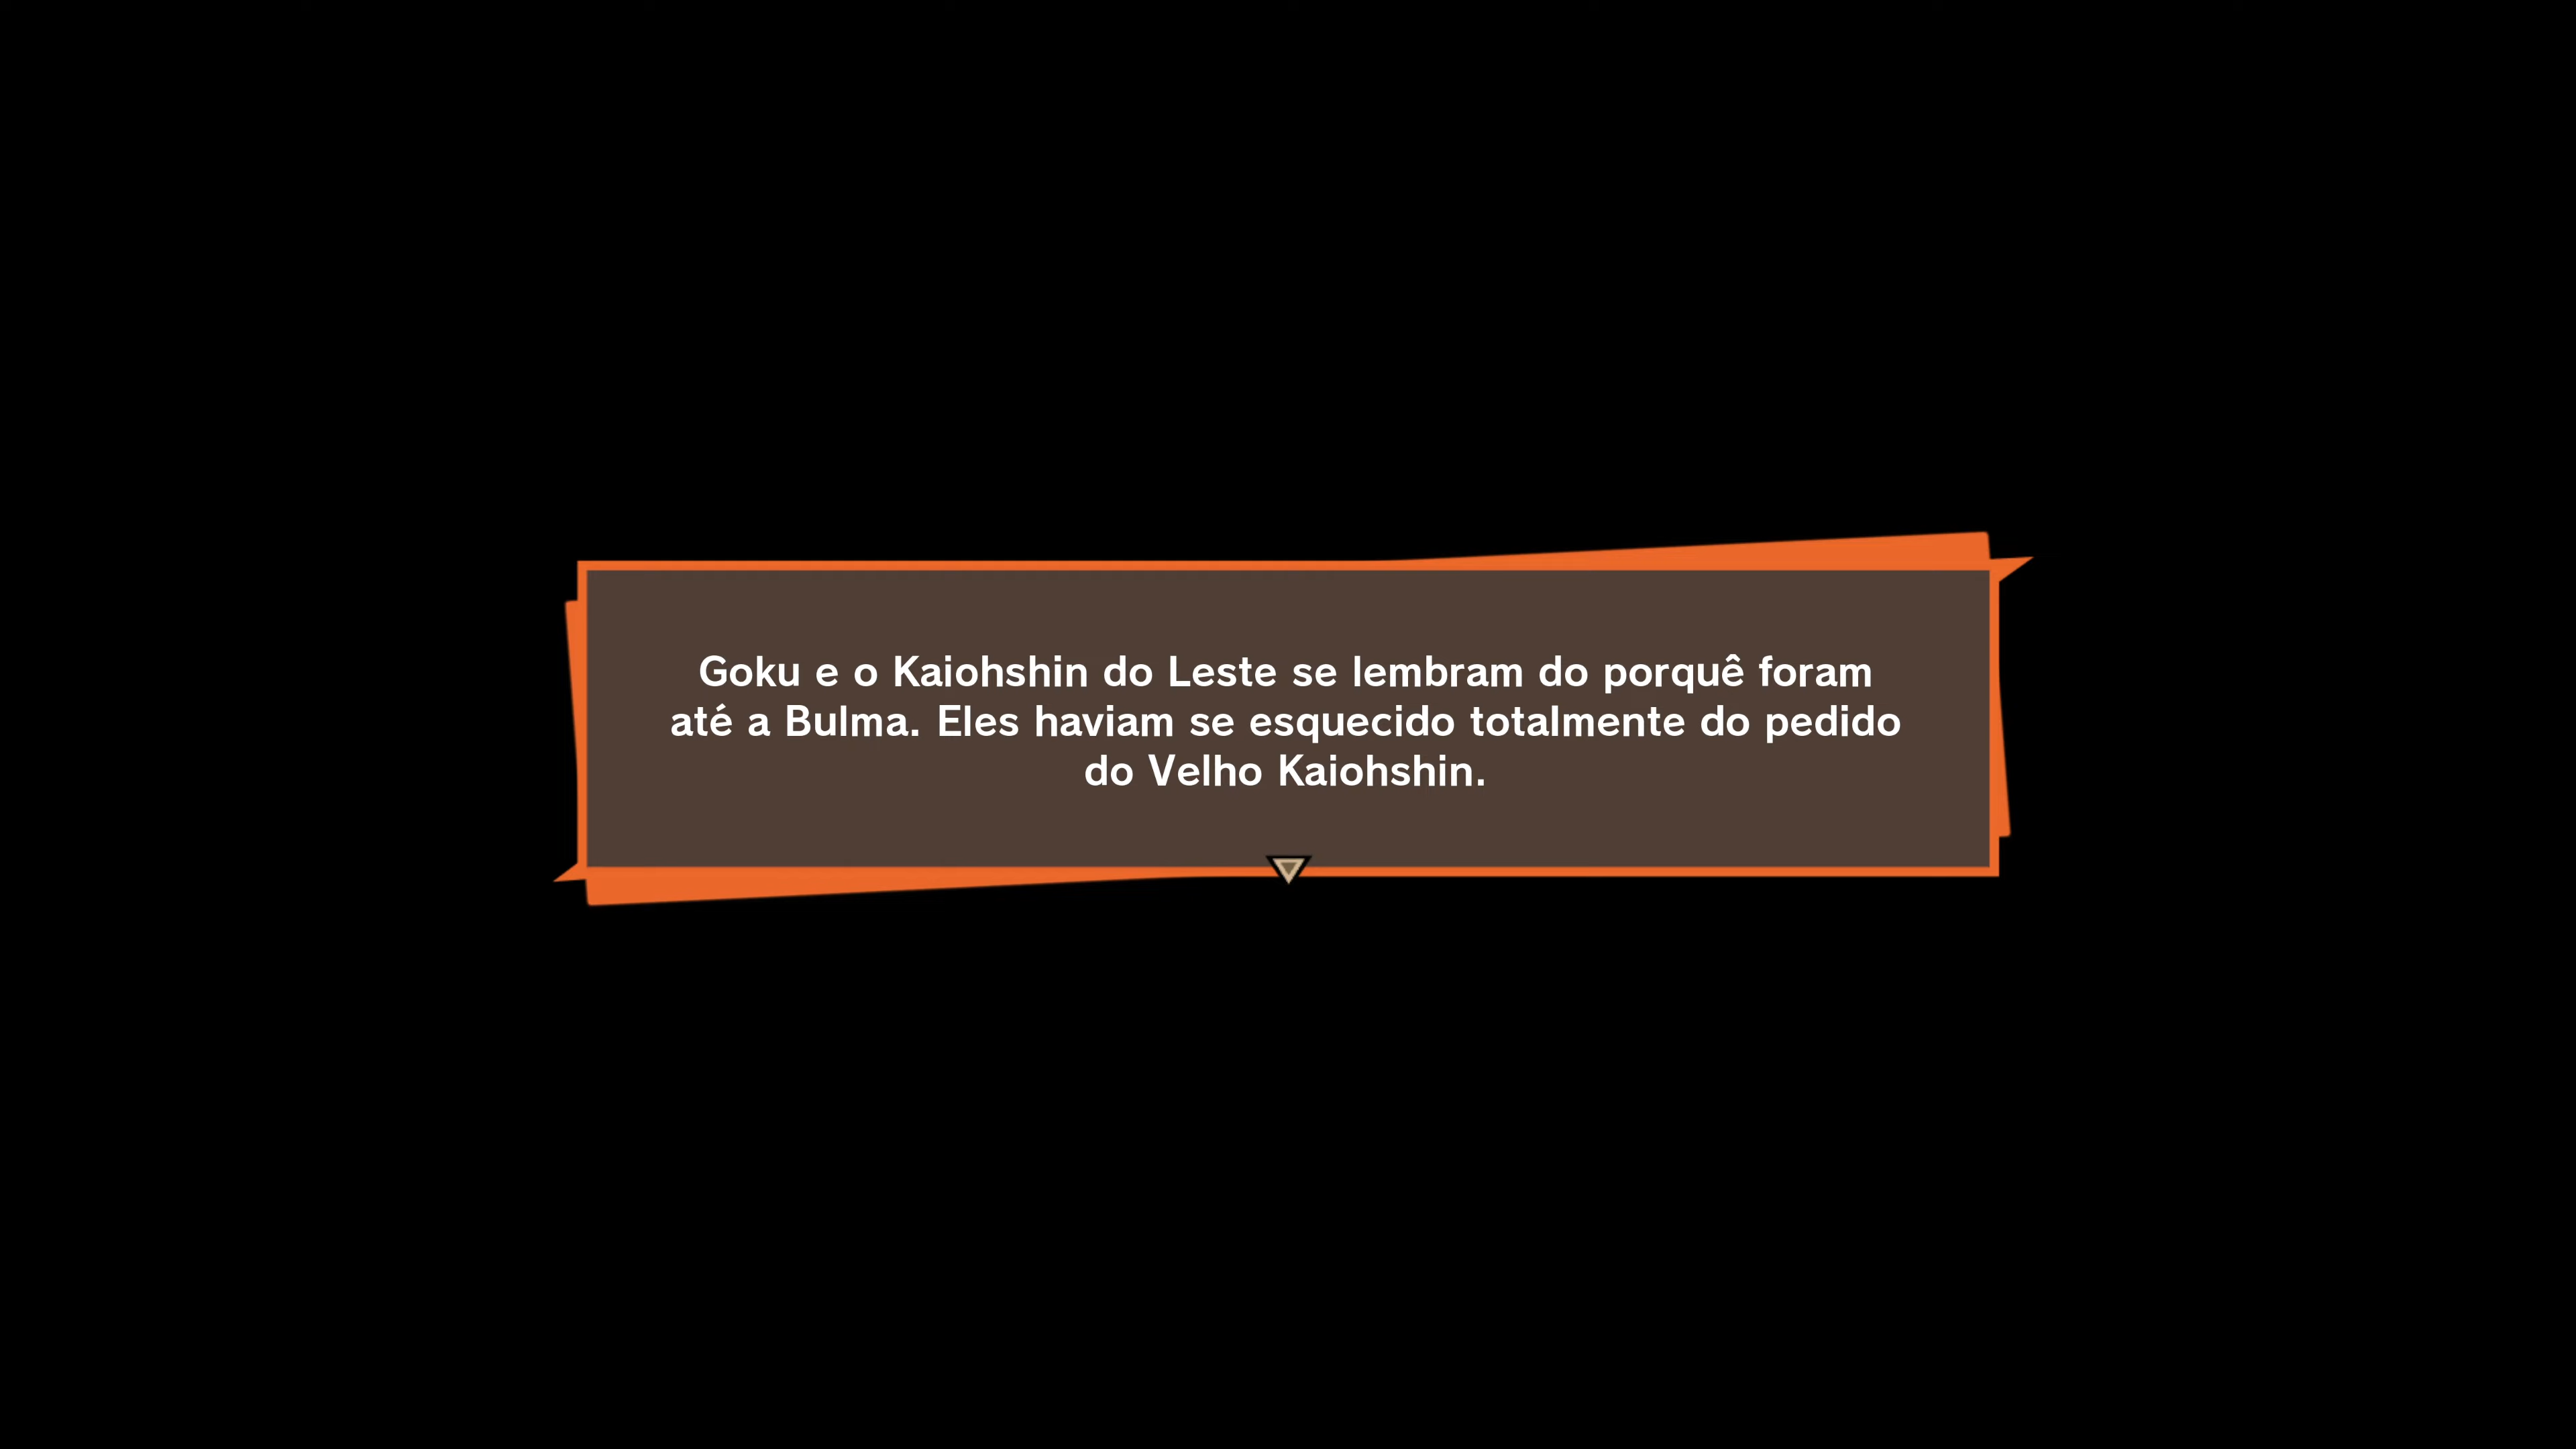 Goku e o Kaiohshin do Leste se lembram do porquê foram
até a Bulma. Eles haviam se esquecido totalmente do pedido
do Velho Kaiohshin.